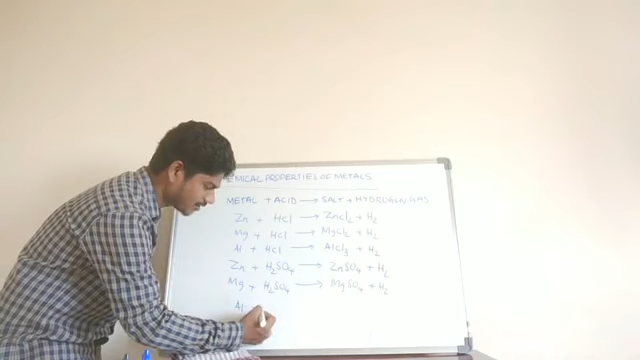 CHEMICAL PROPERTIES OF METALS
METAL + ACID → SALT + HYDROGEN GAS
Zn + HCl → ZnCl₂ + H₂
Mg + HCl → MgCl₂ + H₂
Al + HCl → AlCl₃ + H₂
Zn + H₂SO₄ → ZnSO₄ + H₂
Mg + H₂SO₄ → MgSO₄ + H₂
Al